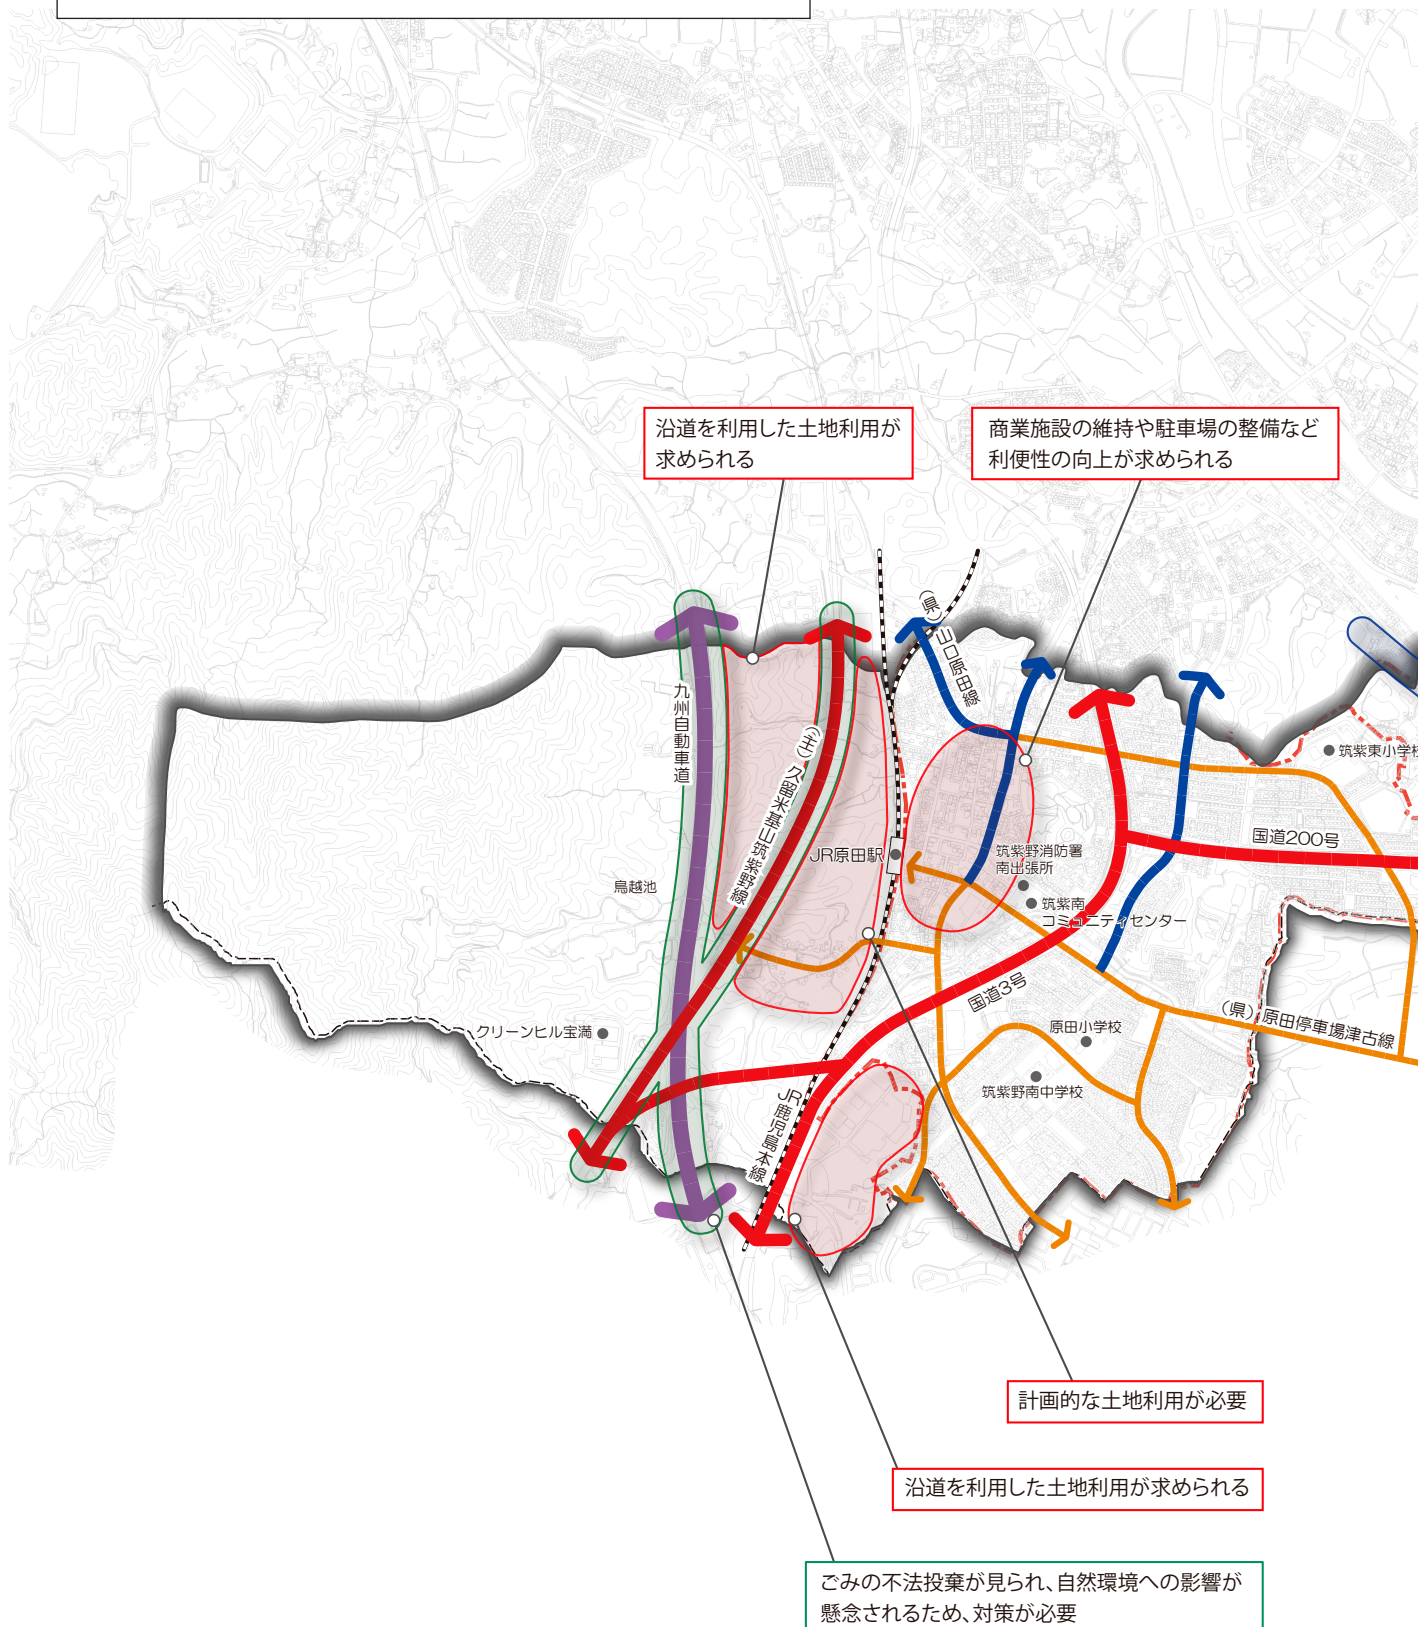 沿道を利用した土地利用が
求められる
商業施設の維持や駐車場の整備など
利便性の向上が求められる
(県)山口原田線
九州自動車道
(主)久留米基山筑紫野線
筑紫東小学校
国道200号
JR原田駅
筑紫野消防署
南出張所
鳥越池
筑紫南
コミュニティセンター
国道3号
(県)原田停車場津古線
原田小学校
クリーンヒル宝満
筑紫野南中学校
JR鹿児島本線
計画的な土地利用が必要
沿道を利用した土地利用が求められる
ごみの不法投棄が見られ、自然環境への影響が
懸念されるため、対策が必要